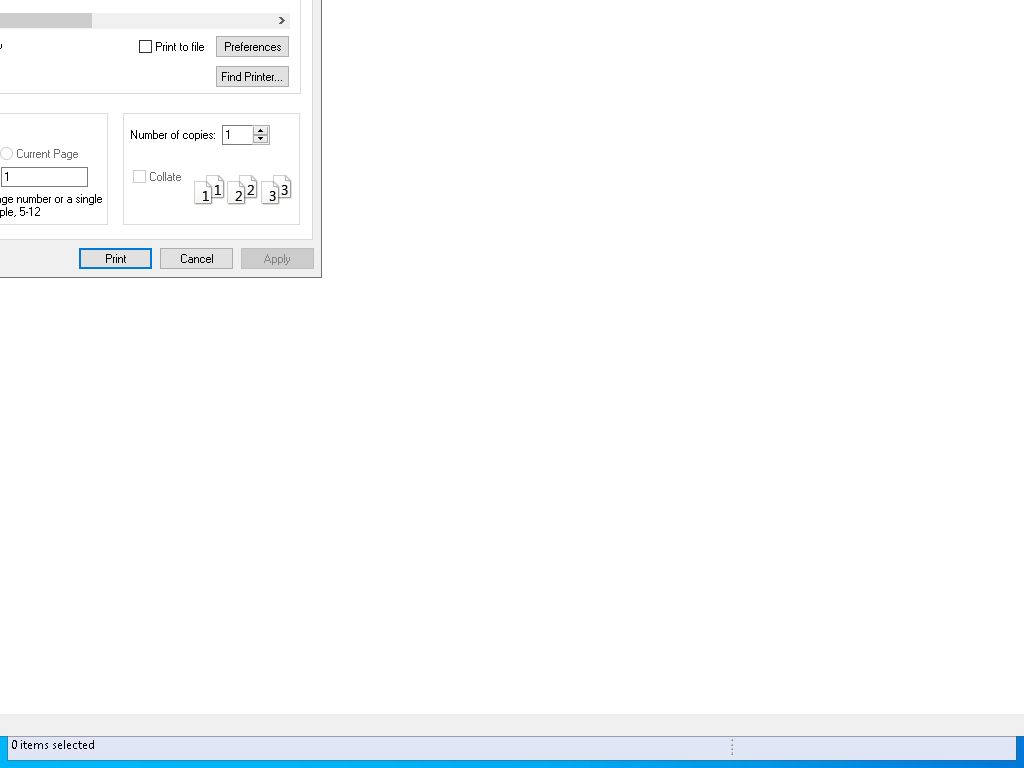 Print to file
Preferences
Find Printer...
Current Page
1
ge number or a single
ple, 5-12
Number of copies:
1
Collate
1 1 2 2 3 3
Print
Cancel
Apply
0 items selected